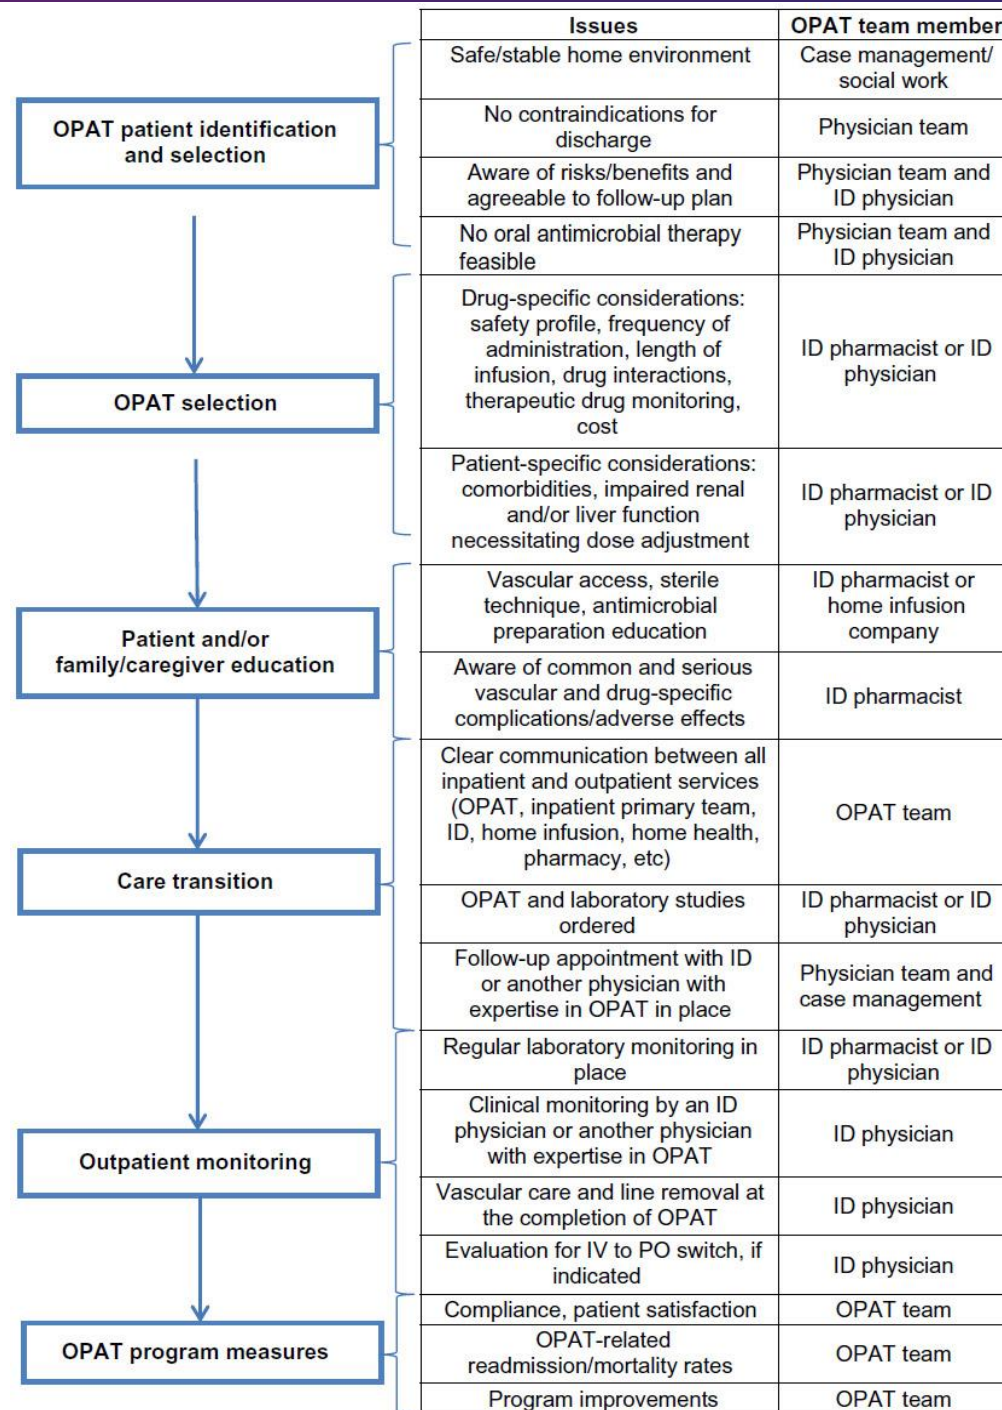 Issues
OPAT team member
OPAT patient identification
and selection
Safe/stable home environment
Case management/
social work
No contraindications for
discharge
Physician team
Aware of risks/benefits and
agreeable to follow-up plan
Physician team and
ID physician
No oral antimicrobial therapy
feasible
Physician team and
ID physician
OPAT selection
Drug-specific considerations:
safety profile, frequency of
administration, length of
infusion, drug interactions,
therapeutic drug monitoring,
cost
ID pharmacist or ID
physician
Patient-specific considerations:
comorbidities, impaired renal
and/or liver function
necessitating dose adjustment
ID pharmacist or ID
physician
Patient and/or
family/caregiver education
Vascular access, sterile
technique, antimicrobial
preparation education
ID pharmacist or
home infusion
company
Aware of common and serious
vascular and drug-specific
complications/adverse effects
ID pharmacist
Care transition
Clear communication between all
inpatient and outpatient services
(OPAT, inpatient primary team,
ID, home infusion, home health,
pharmacy, etc)
OPAT team
OPAT and laboratory studies
ordered
ID pharmacist or ID
physician
Follow-up appointment with ID
or another physician with
expertise in OPAT in place
Physician team and
case management
Outpatient monitoring
Regular laboratory monitoring in
place
ID pharmacist or ID
physician
Clinical monitoring by an ID
physician or another physician
with expertise in OPAT
ID physician
Vascular care and line removal at
the completion of OPAT
ID physician
Evaluation for IV to PO switch, if
indicated
ID physician
OPAT program measures
Compliance, patient satisfaction
OPAT team
OPAT-related
readmission/mortality rates
OPAT team
Program improvements
OPAT team